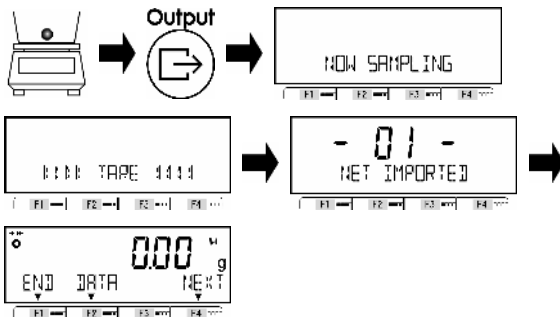 Output
NOW SAMPLING
F1 F2 F3 F4
TARE
F1 F2 F3 F4
- 01 -
NET IMPORTED
F1 F2 F3 F4
0.00 g
END DATA NEXT
F1 F2 F3 F4